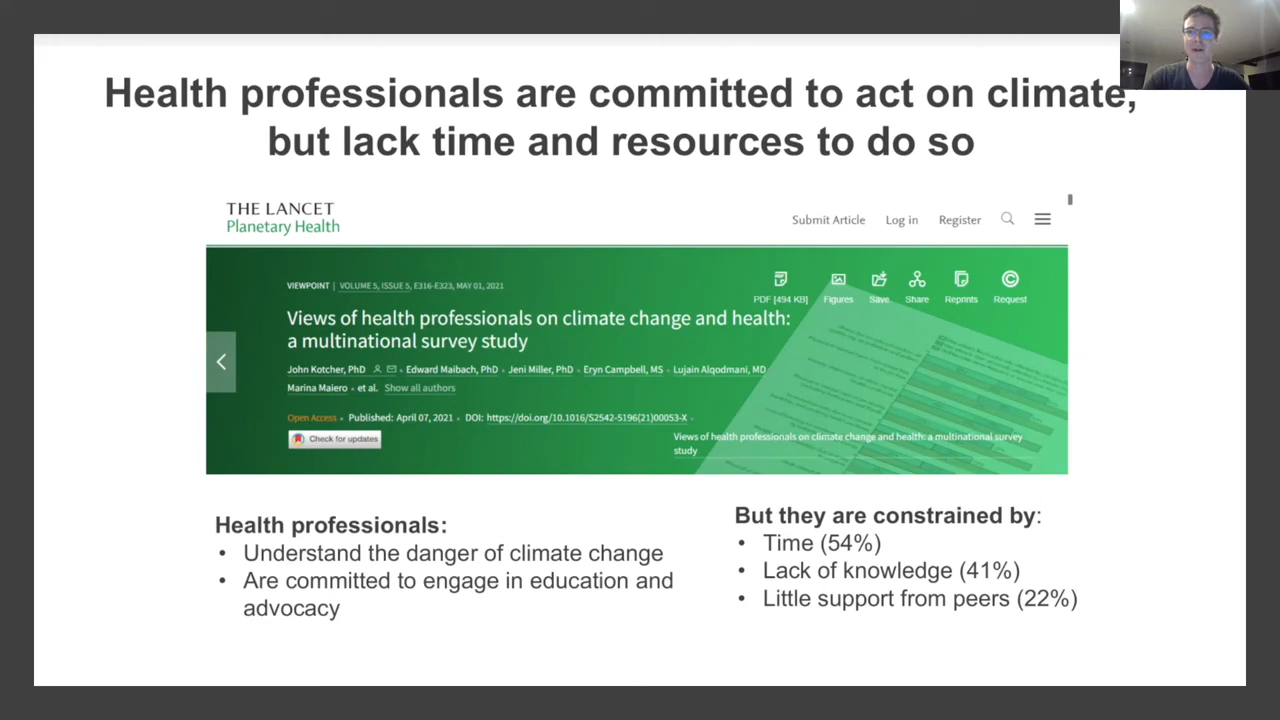 Health professionals are committed to act on climate,
but lack time and resources to do so
THE LANCET
Planetary Health
Submit Article Log in Register
VIEWPOINT | VOLUME 5, ISSUE 5, E316-E323, MAY 01, 2021
PDF [494 KB] Figures Save Share Reprints Request
Views of health professionals on climate change and health:
a multinational survey study
John Kotcher, PhD • Edward Maibach, PhD • Jeni Miller, PhD • Eryn Campbell, MS • Lujain Alqodmani, MD •
Marina Maiero • et al. Show all authors
Open Access • Published: April 07, 2021 • DOI: https://doi.org/10.1016/S2542-5196(21)00053-X •
Check for updates
Views of health professionals on climate change and health: a multinational survey
study
Health professionals:
• Understand the danger of climate change
• Are committed to engage in education and
advocacy
But they are constrained by:
• Time (54%)
• Lack of knowledge (41%)
• Little support from peers (22%)